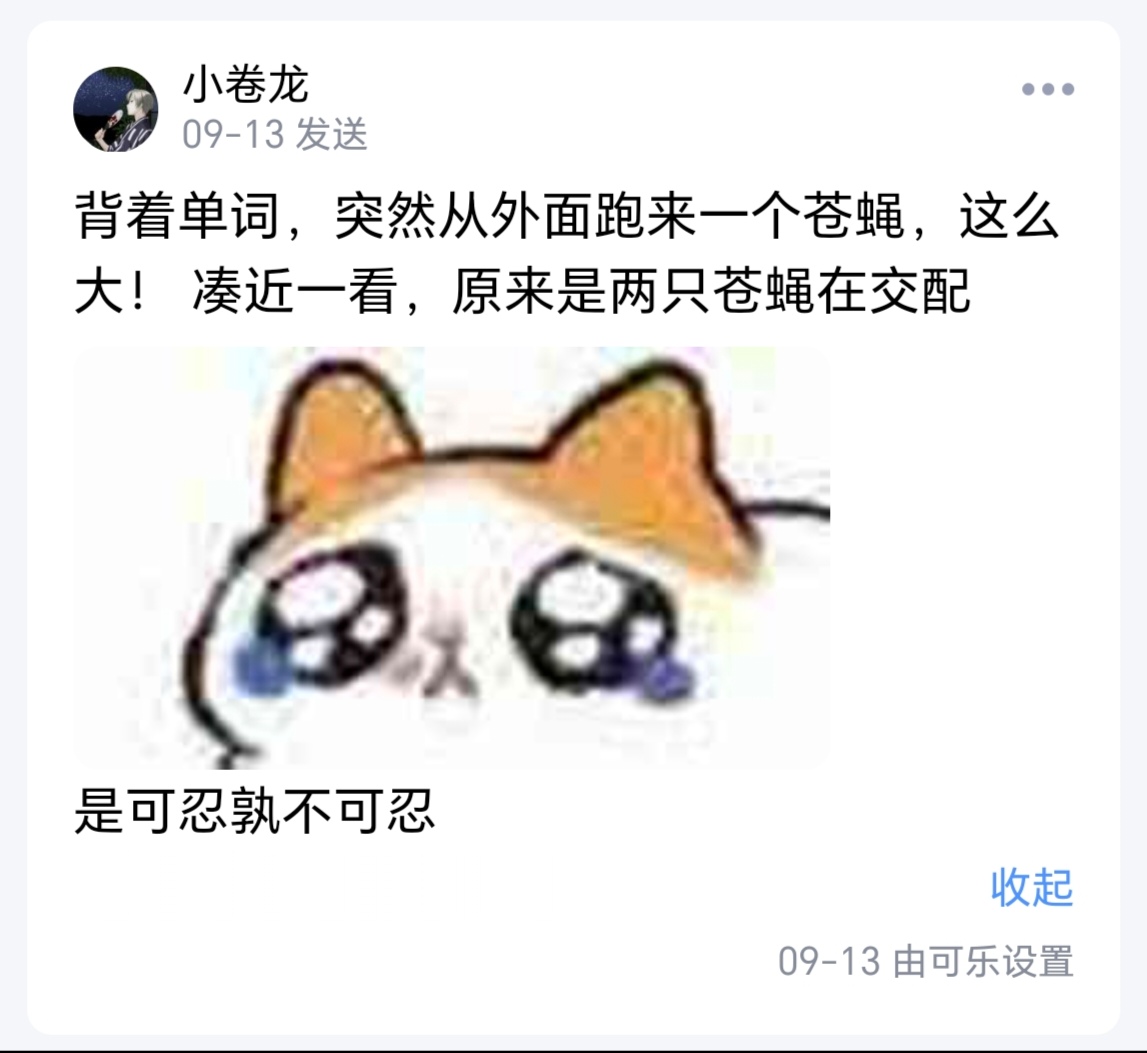 小卷龙
09-13 发送
背着单词，突然从外面跑来一个苍蝇，这么
大！ 凑近一看，原来是两只苍蝇在交配
是可忍孰不可忍
收起
09-13 由可乐设置